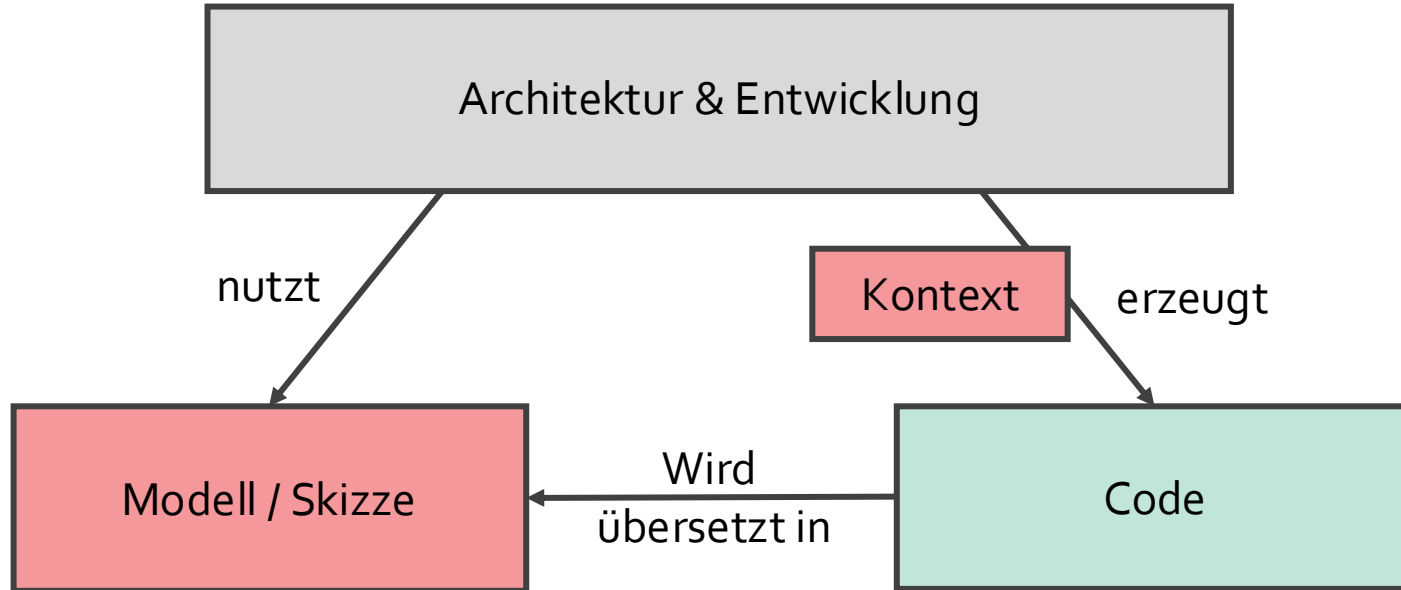 Architektur & Entwicklung
nutzt
Kontext
erzeugt
Modell / Skizze
Wird
übersetzt in
Code